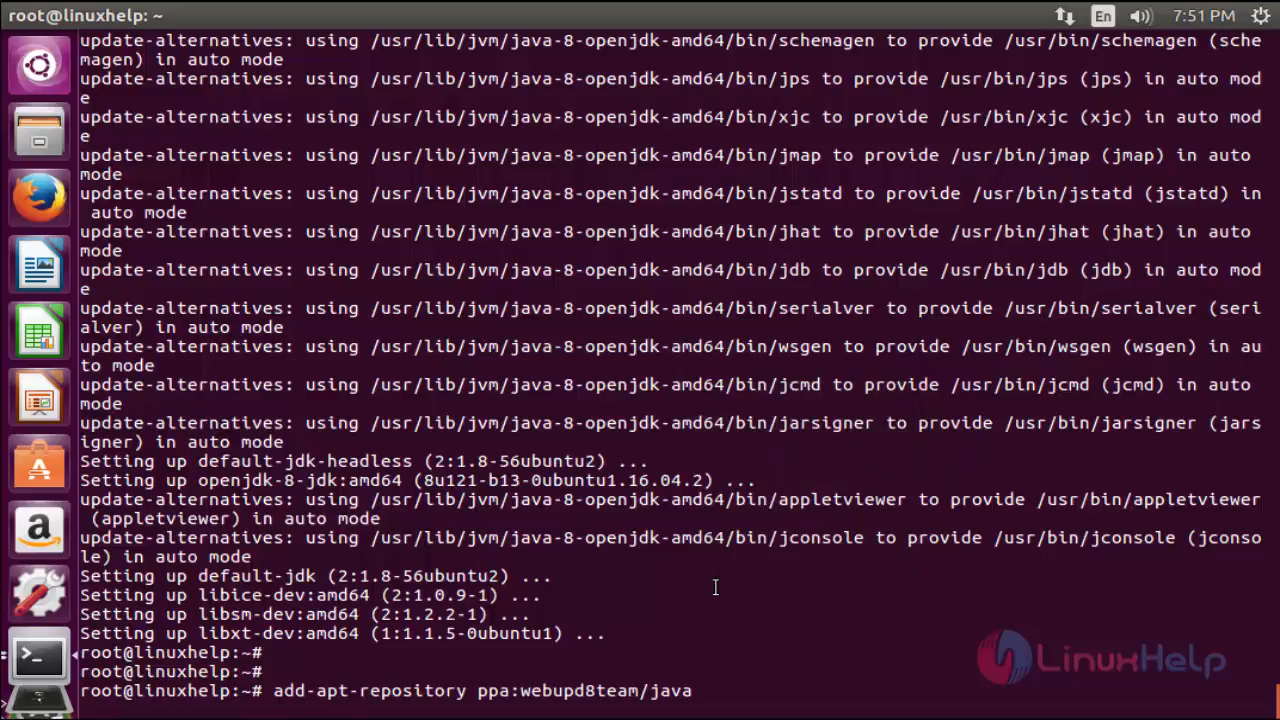 root@linuxhelp: ~
En
7:51 PM
update-alternatives: using /usr/lib/jvm/java-8-openjdk-amd64/bin/schemagen to provide /usr/bin/schemagen (sche
magen) in auto mode
update-alternatives: using /usr/lib/jvm/java-8-openjdk-amd64/bin/jps to provide /usr/bin/jps (jps) in auto mod
e
update-alternatives: using /usr/lib/jvm/java-8-openjdk-amd64/bin/xjc to provide /usr/bin/xjc (xjc) in auto mod
e
update-alternatives: using /usr/lib/jvm/java-8-openjdk-amd64/bin/jmap to provide /usr/bin/jmap (jmap) in auto
mode
update-alternatives: using /usr/lib/jvm/java-8-openjdk-amd64/bin/jstatd to provide /usr/bin/jstatd (jstatd) in
 auto mode
update-alternatives: using /usr/lib/jvm/java-8-openjdk-amd64/bin/jhat to provide /usr/bin/jhat (jhat) in auto
mode
update-alternatives: using /usr/lib/jvm/java-8-openjdk-amd64/bin/jdb to provide /usr/bin/jdb (jdb) in auto mod
e
update-alternatives: using /usr/lib/jvm/java-8-openjdk-amd64/bin/serialver to provide /usr/bin/serialver (seri
alver) in auto mode
update-alternatives: using /usr/lib/jvm/java-8-openjdk-amd64/bin/wsgen to provide /usr/bin/wsgen (wsgen) in au
to mode
update-alternatives: using /usr/lib/jvm/java-8-openjdk-amd64/bin/jcmd to provide /usr/bin/jcmd (jcmd) in auto
mode
update-alternatives: using /usr/lib/jvm/java-8-openjdk-amd64/bin/jarsigner to provide /usr/bin/jarsigner (jars
igner) in auto mode
Setting up default-jdk-headless (2:1.8-56ubuntu2) ...
Setting up openjdk-8-jdk:amd64 (8u121-b13-0ubuntu1.16.04.2) ...
update-alternatives: using /usr/lib/jvm/java-8-openjdk-amd64/bin/appletviewer to provide /usr/bin/appletviewer
 (appletviewer) in auto mode
update-alternatives: using /usr/lib/jvm/java-8-openjdk-amd64/bin/jconsole to provide /usr/bin/jconsole (jconso
le) in auto mode
Setting up default-jdk (2:1.8-56ubuntu2) ...
Setting up libice-dev:amd64 (2:1.0.9-1) ...
Setting up libsm-dev:amd64 (2:1.2.2-1) ...
Setting up libxt-dev:amd64 (1:1.1.5-0ubuntu1) ...
root@linuxhelp:~#
root@linuxhelp:~#
root@linuxhelp:~# add-apt-repository ppa:webupd8team/java
LinuxHelp